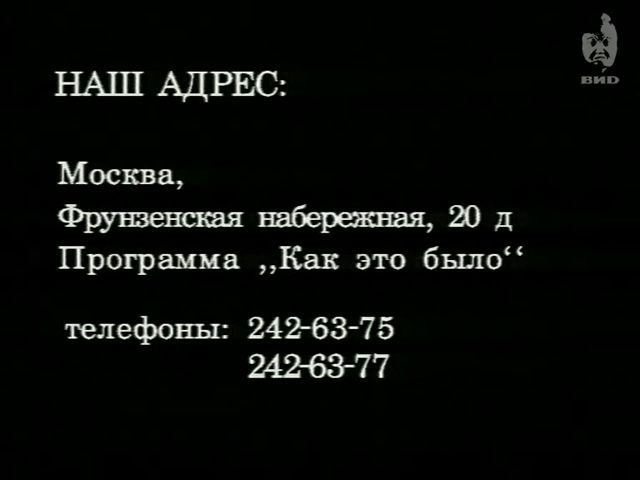 ВИD
НАШ АДРЕС:
Москва,
Фрунзенская набережная, 20 д
Программа ,,Как это было“
телефоны: 242-63-75
242-63-77